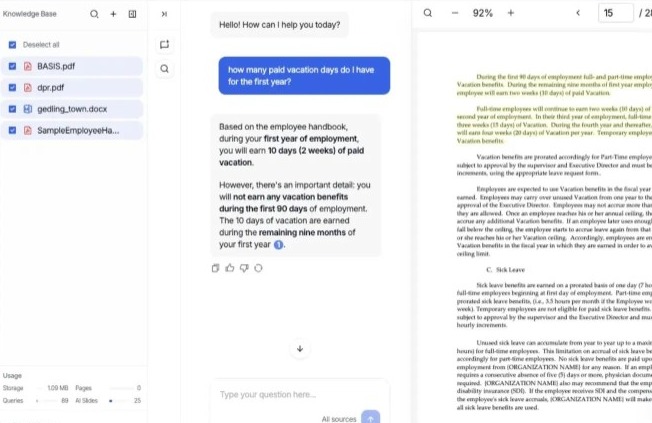 Knowledge Base
Deselect all
BASIS.pdf
dpr.pdf
gedling_town.docx
SampleEmployeeHa...
Usage
Storage 1.09 MB Pages 0
Queries 89 AI Slides 25
Hello! How can I help you today?
how many paid vacation days do I have
for the first year?
Based on the employee handbook,
during your first year of employment,
you will earn 10 days (2 weeks) of paid
vacation.
However, there's an important detail: you
will not earn any vacation benefits
during the first 90 days of employment.
The 10 days of vacation are earned
during the remaining nine months of
your first year 1.
Type your question here...
All sources
92%
15 / 28
During the first 90 days of employment full- and part-time employ
Vacation benefits. During the remaining nine months of first year employ
employee will earn two weeks (10 days) of paid Vacation.
Full-time employees will continue to earn two weeks (10 days) of
second year of employment. In their third year of employment, full-time
three weeks (15 days) of Vacation. During the fourth year and thereafter,
will earn four weeks (20 days) of Vacation per year. Temporary employe
Vacation benefits.
Vacation benefits are prorated accordingly for Part-Time employe
subject to approval by the supervisor and Executive Director and must be
increments, using the appropriate leave request form.
Employees are expected to use Vacation benefits in the fiscal year
earned. Employees may carry over unused Vacation from one year to the
approval of the Executive Director. Employees may not accrue more than
they are allowed. Once an employee reaches his or her annual ceiling, the
accrue any additional Vacation benefits. If an employee later uses enoug
fall below the ceiling, the employee starts to accrue leave again from that
or she reaches his or her Vacation ceiling. Accordingly, employees are en
Vacation benefits in the fiscal year in which they are earned in order to av
ceiling limit.
C. Sick Leave
Sick leave benefits are earned on a prorated basis of one day (7 ho
full-time employees beginning at first day of employment. Part-time em
prorated sick leave benefits, (i.e., 3.5 hours per month if the Employee wo
week). Temporary employees are not eligible for paid sick leave benefits.
subject to approval by the supervisor and the Executive Director and mu
hourly increments.
Unused sick leave can accumulate from year to year up to a maxi
hours) for full-time employees. This limitation on accrual of sick leave be
accordingly for part-time employees. No sick leave benefits are paid upo
employment from [ORGANIZATION NAME] for any reason. If an empl
requires a consecutive absence of five (5) days or more, physician docum
required. [ORGANIZATION NAME] also may recommend that the emp
disability insurance (SDI). If the employee receives SDI and the compens
the employee's sick leave accruals, [ORGANIZATION NAME] will make
all sick leave benefits are used.